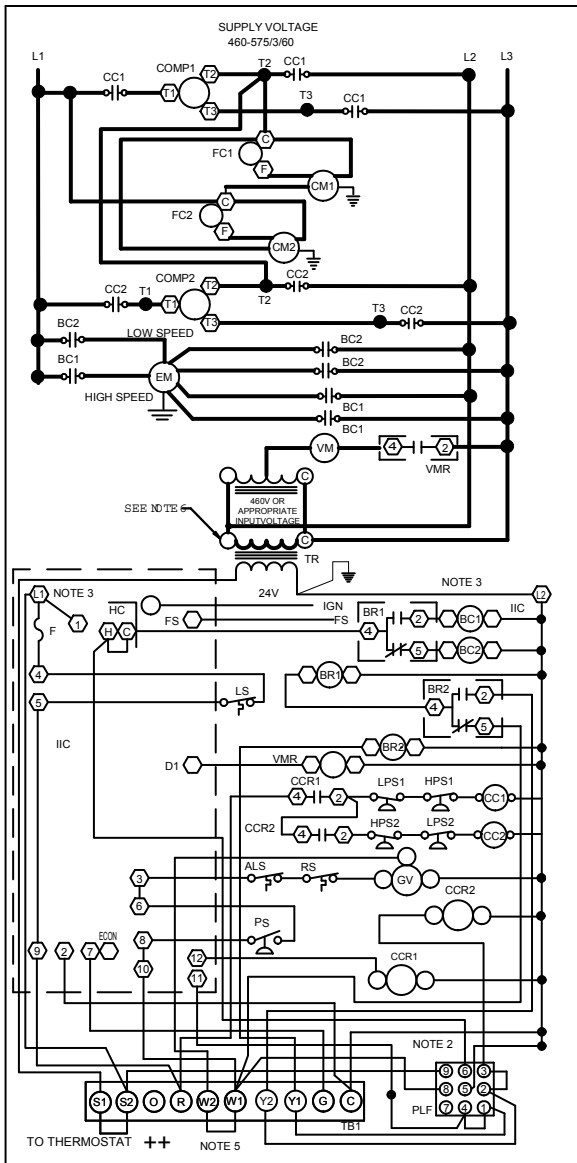 SUPPLY VOLTAGE
460-575/3/60
L1 L2 L3
COMP1 T2 T2 CC1
CC1 T1
T3 T3 CC1
C
FC1
F
CM1
C
FC2
F
CM2
COMP2 T2 CC2
CC2 T1 T1 T2
T3 T3 CC2
BC2 LOW SPEED
BC2
BC1 EM BC2
HIGH SPEED
BC1
VM 4 2
VMR
C
460V OR
APPROPRIATE
INPUTVOLTAGE
SEE NOTE 6
C
TR
24V
NOTE 3
L1 NOTE 3 L2
HC IGN BR1 2 BC1 IIC
1 FS FS
F H C 4 5 BC2
4 BR1 BR2 2
5 LS 4
5
IIC
BR2
D1 VMR
CCR1 4 2 LPS1 HPS1 CC1
CCR2 4 2 HPS2 LPS2 CC2
3 ALS RS GV
6 CCR2
8 PS
ECON
9 2 7 10 12 CCR1
11
NOTE 2
9 6 3
8 5 2
PLF 7 4 1
S1 S2 O R W2 W1 Y2 Y1 G C
TB1
TO THERMOSTAT ++ NOTE 5